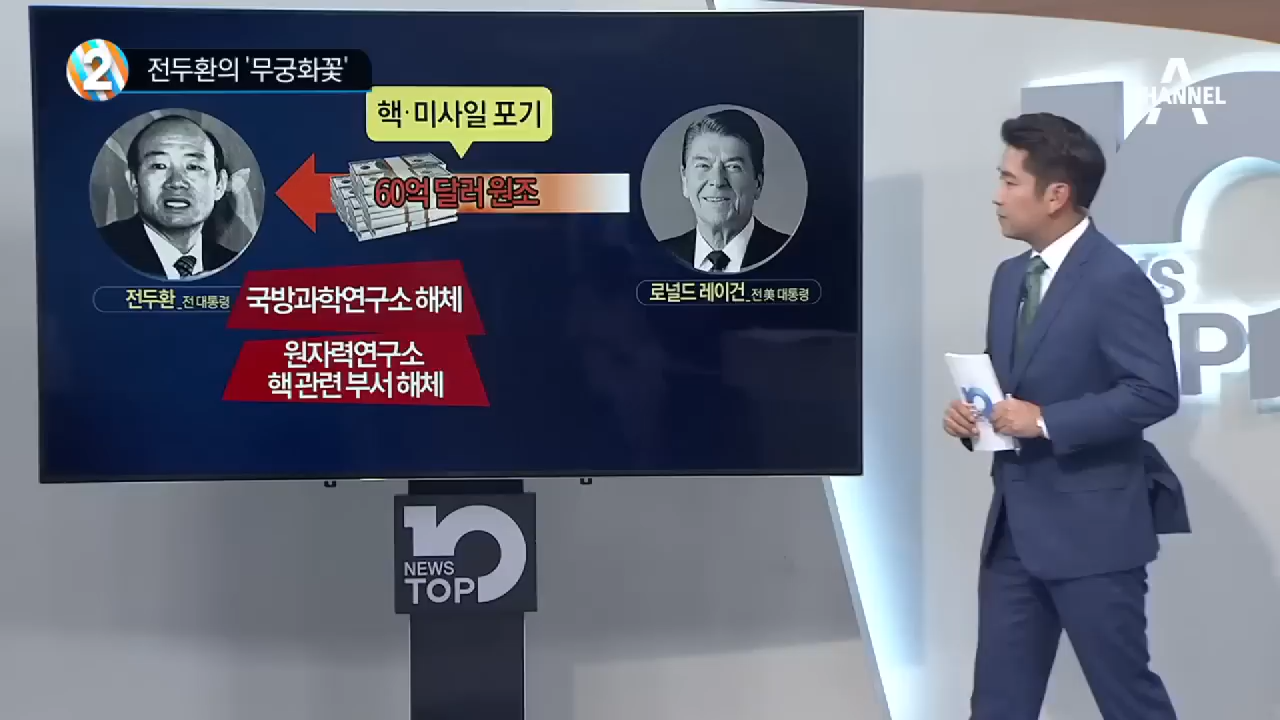 2 전두환의 '무궁화꽃'
핵·미사일 포기
60억 달러 원조
전두환_전 대통령
로널드 레이건_전 美 대통령
국방과학연구소 해체
원자력연구소
핵 관련 부서 해체
CHANNEL A
10
NEWS
TOP
10